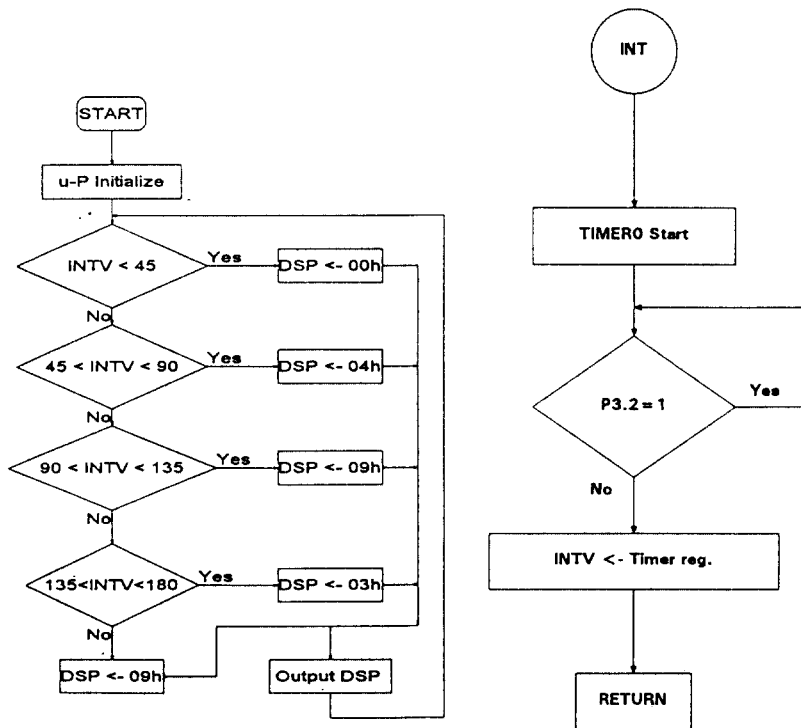 START
u-P Initialize
INTV < 45
Yes
DSP <- 00h
No
45 < INTV < 90
Yes
DSP <- 04h
No
90 < INTV < 135
Yes
DSP <- 09h
No
135<INTV<180
Yes
DSP <- 03h
No
DSP <- 09h
Output DSP
INT
TIMER0 Start
P3.2 = 1
Yes
No
INTV <- Timer reg.
RETURN